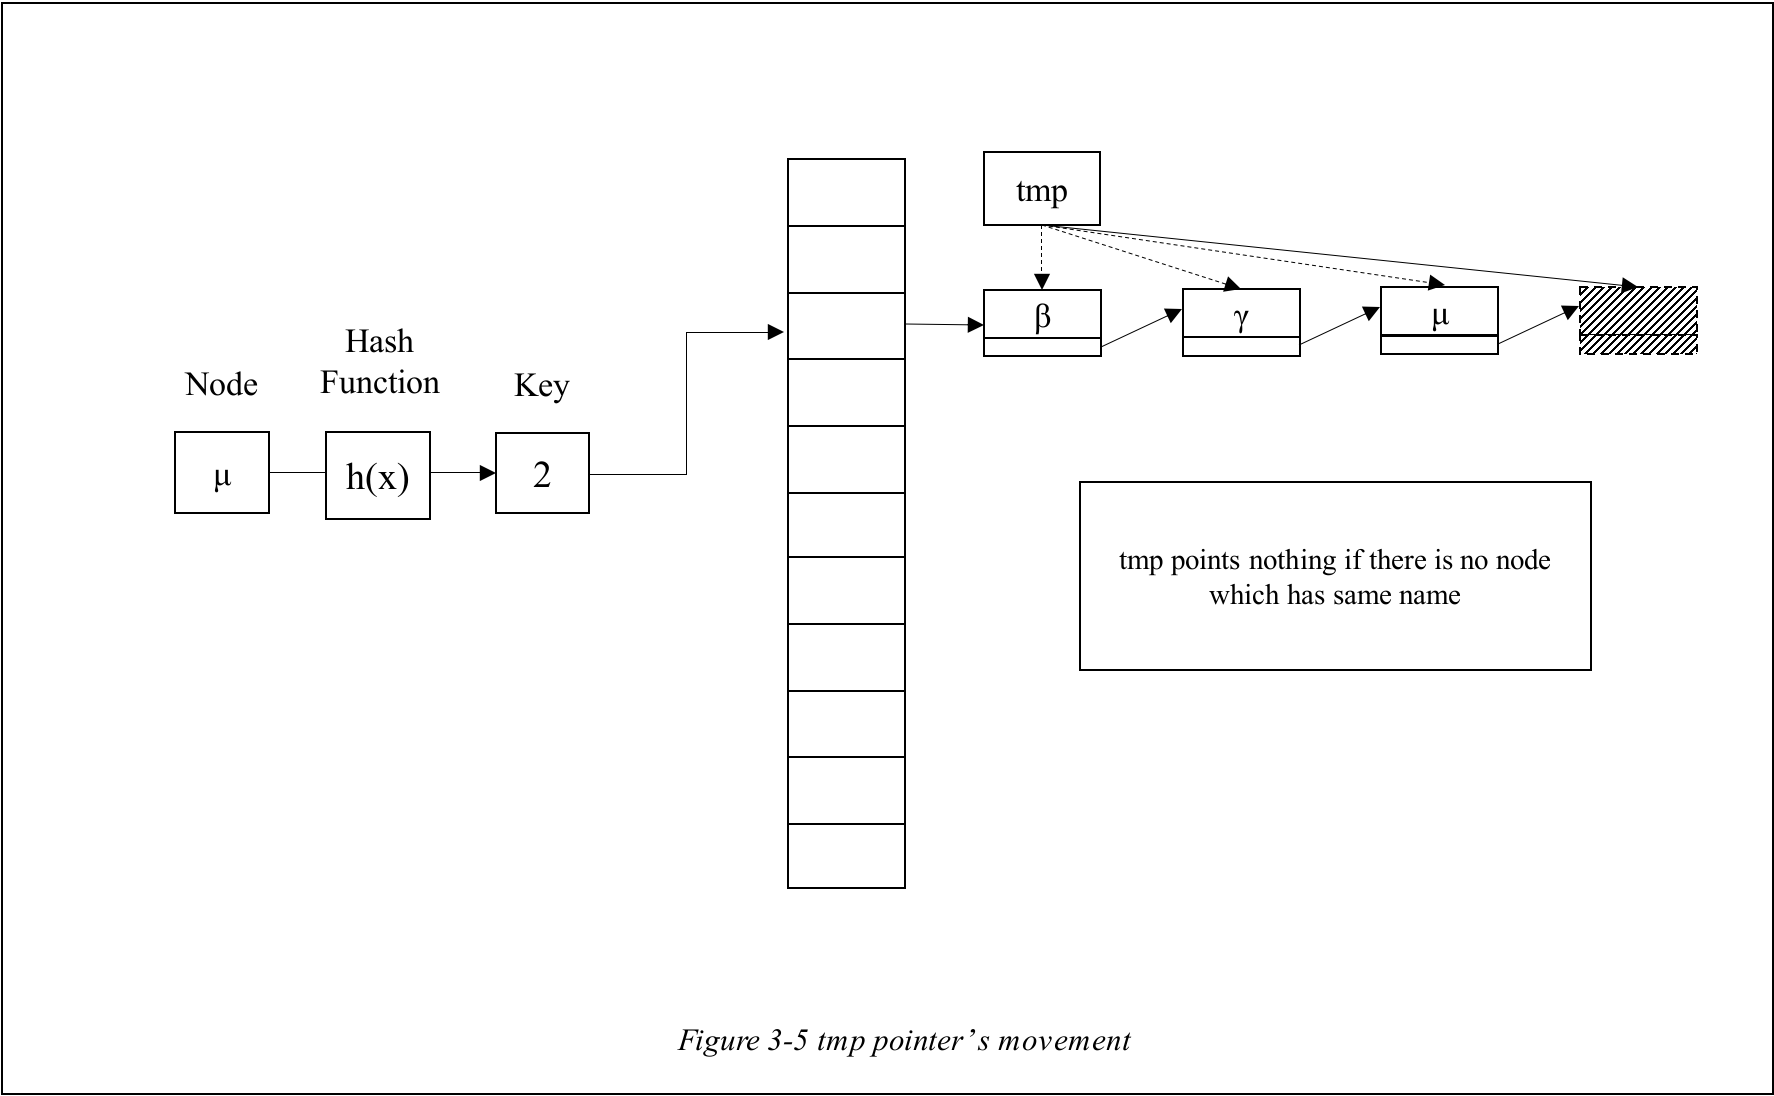 tmp
β
γ
μ
Hash
Function
Node
Key
μ
h(x)
2
tmp points nothing if there is no node
which has same name
Figure 3-5 tmp pointer’s movement